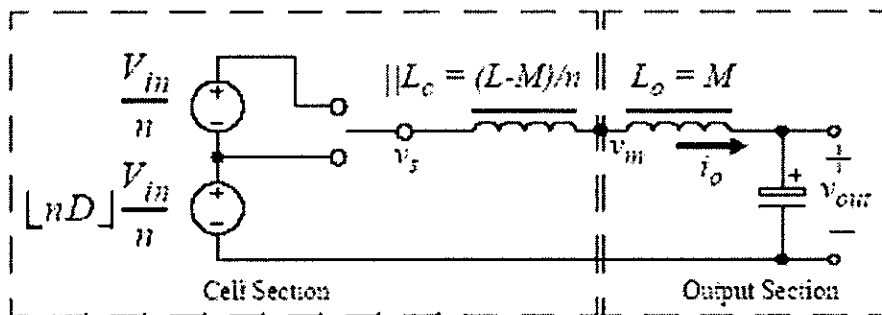 V_in/n
||L_c = (L-M)/n
L_o = M
v_s
v_m
i_o
+
v_out
⌊nD⌋ V_in/n
Cell Section
Output Section